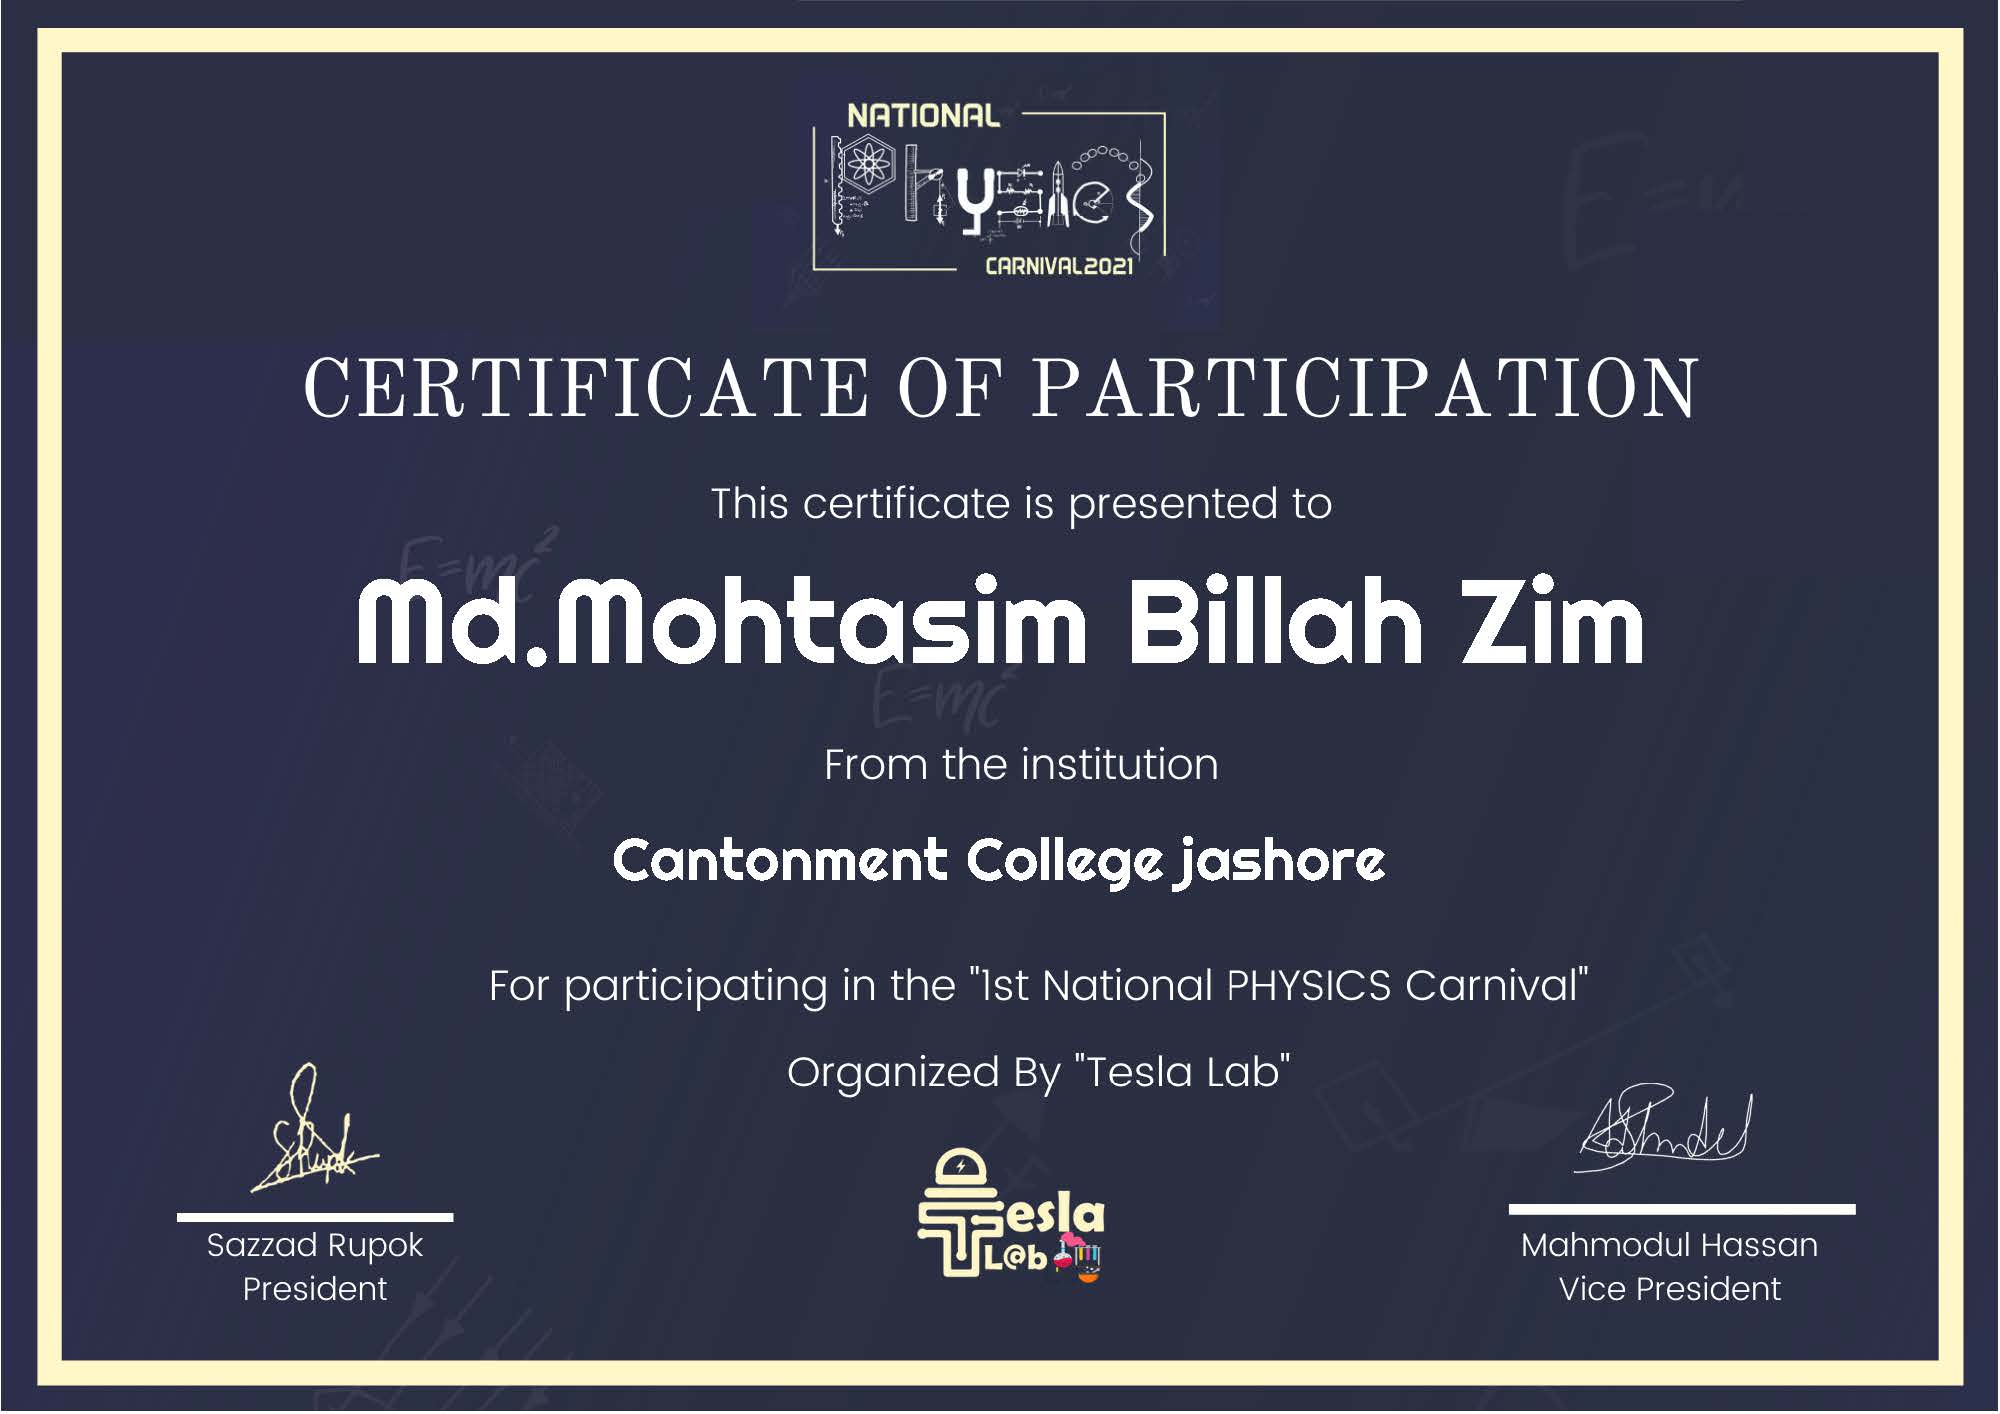 NATIONAL
Physics
CARNIVAL2021
CERTIFICATE OF PARTICIPATION
This certificate is presented to
Md.Mohtasim Billah Zim
E=mc²
E=mc²
From the institution
Cantonment College jashore
For participating in the "1st National PHYSICS Carnival"
Organized By "Tesla Lab"
Tesla
L@b
Sazzad Rupok
President
Mahmodul Hassan
Vice President